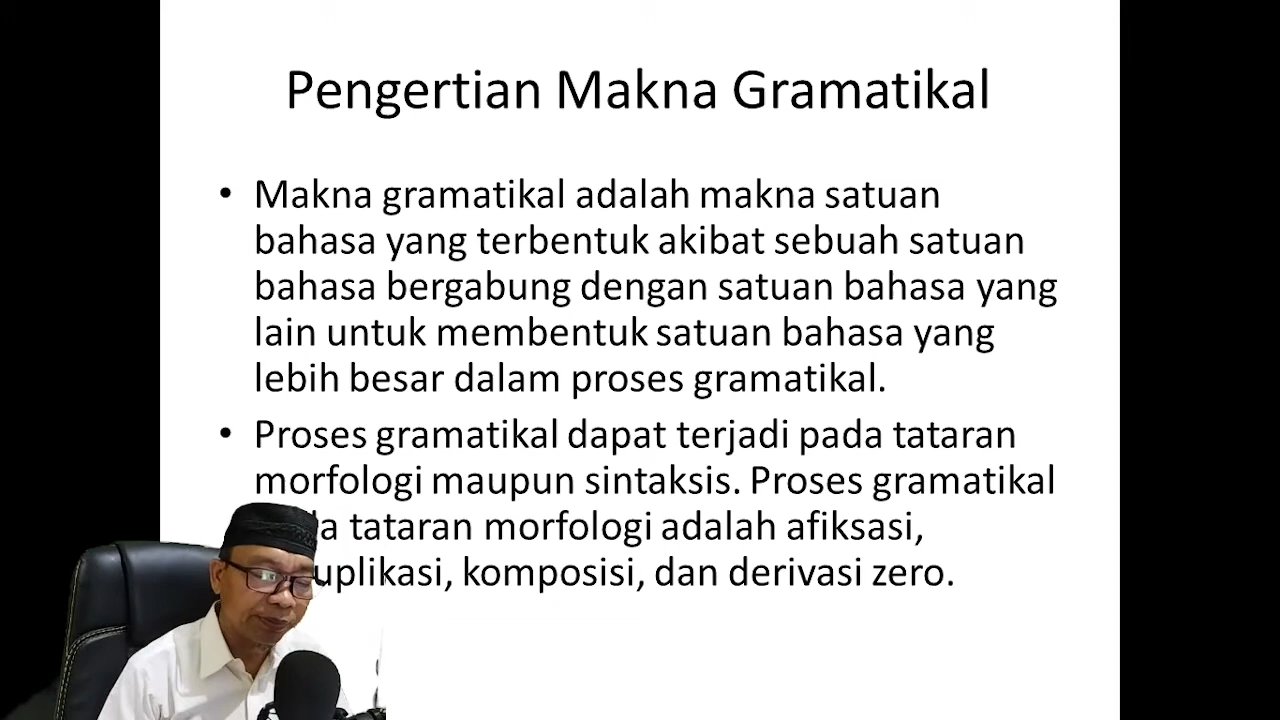 Pengertian Makna Gramatikal
• Makna gramatikal adalah makna satuan
bahasa yang terbentuk akibat sebuah satuan
bahasa bergabung dengan satuan bahasa yang
lain untuk membentuk satuan bahasa yang
lebih besar dalam proses gramatikal.
• Proses gramatikal dapat terjadi pada tataran
morfologi maupun sintaksis. Proses gramatikal
tataran morfologi adalah afiksasi,
komposisi, dan derivasi zero.